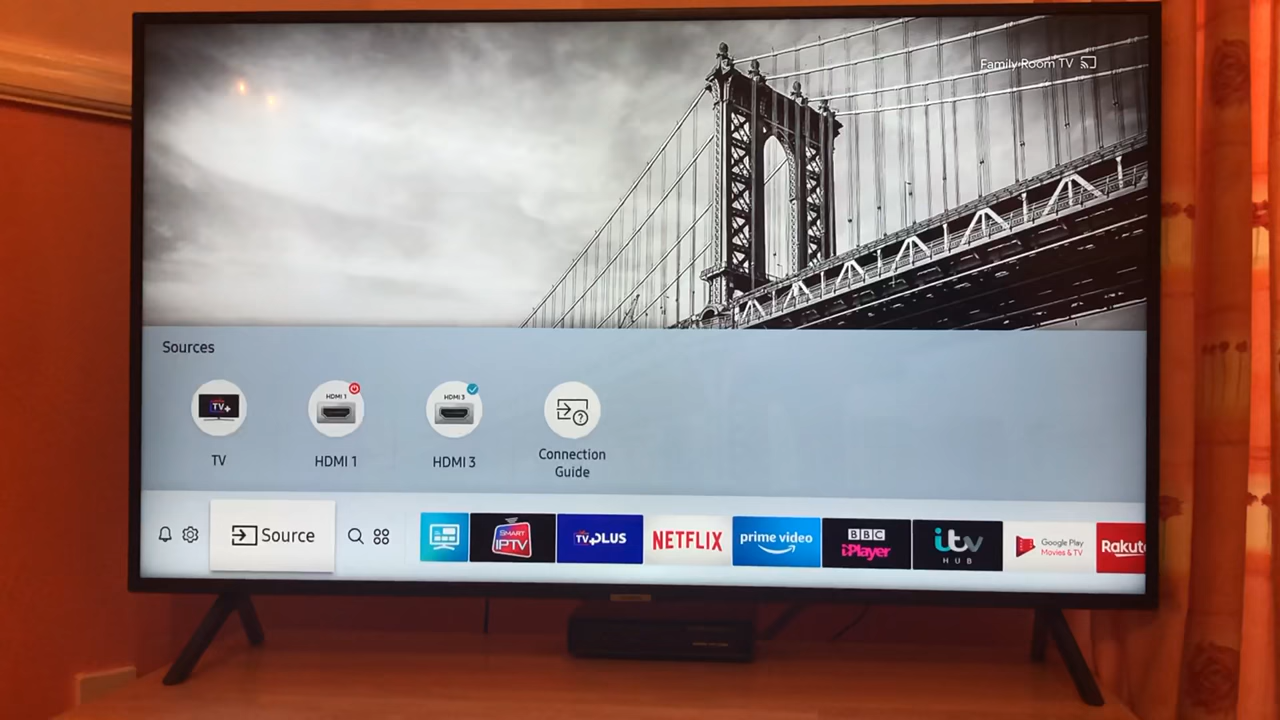 Family Room TV
Sources
TV+
HDMI 1
HDMI 3
TV
HDMI 1
HDMI 3
Connection
Guide
Source
SMART
IPTV
TV PLUS
NETFLIX
prime video
BBC
iPlayer
itv
HUB
Google Play
Movies & TV
Rakut